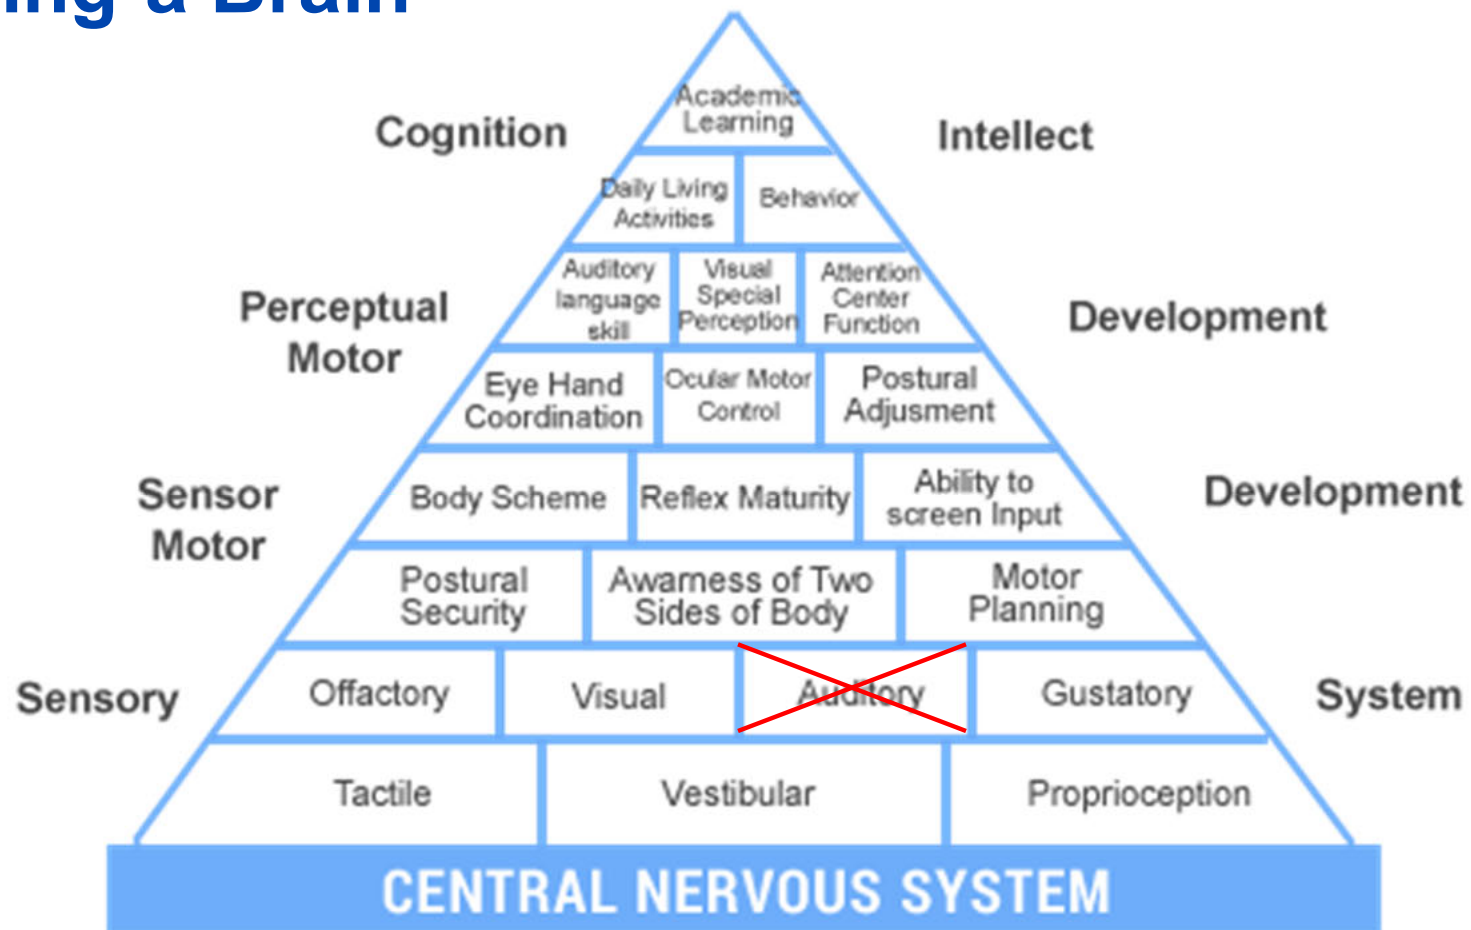 ing a Brain
Academic
Learning
Cognition
Intellect
Daily Living
Activities
Behavior
Auditory
language
skill
Visual
Special
Perception
Attention
Center
Function
Perceptual
Motor
Development
Eye Hand
Coordination
Ocular Motor
Control
Postural
Adjusment
Sensor
Motor
Body Scheme
Reflex Maturity
Ability to
screen Input
Development
Postural
Security
Awarness of Two
Sides of Body
Motor
Planning
Sensory
Offactory
Visual
Auditory
Gustatory
System
Tactile
Vestibular
Proprioception
CENTRAL NERVOUS SYSTEM